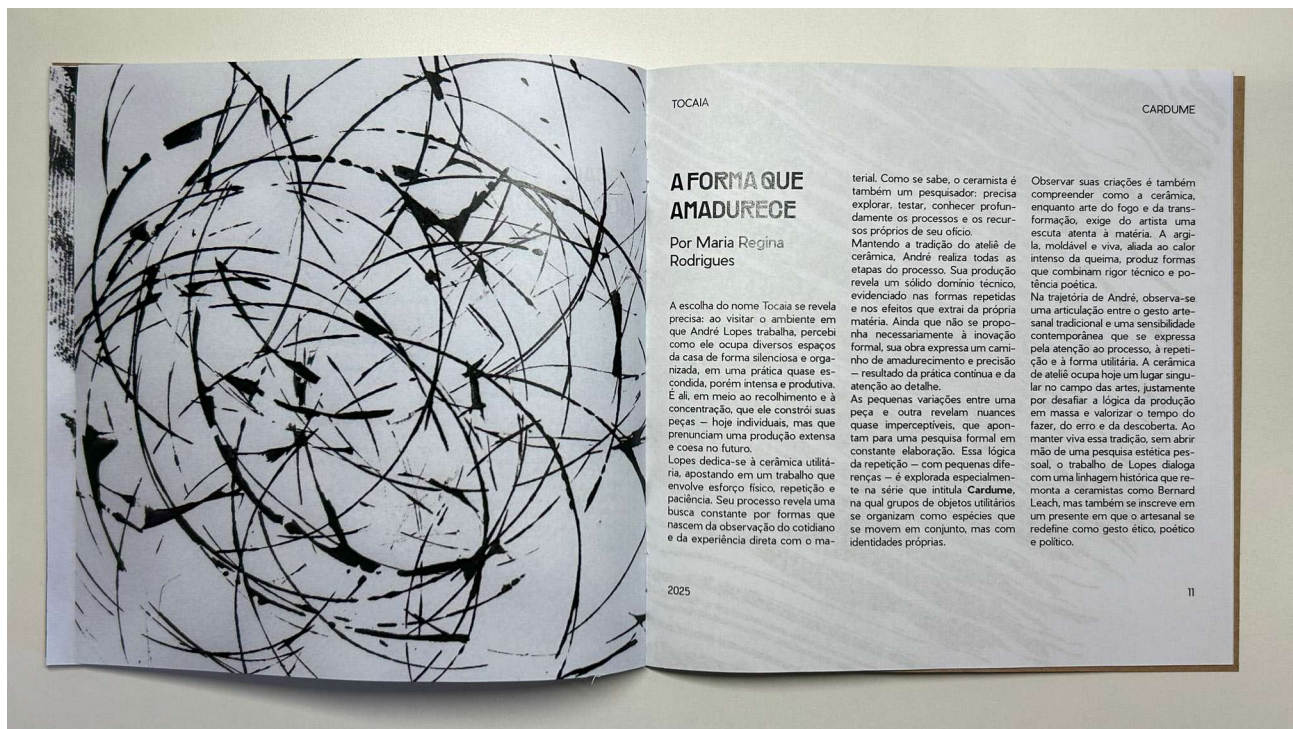 TOCAIA
CARDUME
A FORMA QUE
AMADURECE
Por Maria Regina
Rodrigues
A escolha do nome Tocaia se revela
precisa: ao visitar o ambiente em
que André Lopes trabalha, percebi
como ele ocupa diversos espaços
da casa de forma silenciosa e orga-
nizada, em uma prática quase es-
condida, porém intensa e produtiva.
É ali, em meio ao recolhimento e à
concentração, que ele constrói suas
peças — hoje individuais, mas que
prenunciam uma produção extensa
e coesa no futuro.
Lopes dedica-se à cerâmica utilitá-
ria, apostando em um trabalho que
envolve esforço físico, repetição e
paciência. Seu processo revela uma
busca constante por formas que
nascem da observação do cotidiano
e da experiência direta com o ma-
terial. Como se sabe, o ceramista é
também um pesquisador: precisa
explorar, testar, conhecer profun-
damente os processos e os recur-
sos próprios de seu ofício.
Mantendo a tradição do ateliê de
cerâmica, André realiza todas as
etapas do processo. Sua produção
revela um sólido domínio técnico,
evidenciado nas formas repetidas
e nos efeitos que extrai da própria
matéria. Ainda que não se propo-
nha necessariamente à inovação
formal, sua obra expressa um cami-
nho de amadurecimento e precisão
— resultado da prática contínua e da
atenção ao detalhe.
As pequenas variações entre uma
peça e outra revelam nuances
quase imperceptíveis, que apon-
tam para uma pesquisa formal em
constante elaboração. Essa lógica
da repetição — com pequenas dife-
renças — é explorada especialmen-
te na série que intitula Cardume,
na qual grupos de objetos utilitários
se organizam como espécies que
se movem em conjunto, mas com
identidades próprias.
Observar suas criações é também
compreender como a cerâmica,
enquanto arte do fogo e da trans-
formação, exige do artista uma
escuta atenta à matéria. A argi-
la, moldável e viva, aliada ao calor
intenso da queima, produz formas
que combinam rigor técnico e po-
tência poética.
Na trajetória de André, observa-se
uma articulação entre o gesto arte-
sanal tradicional e uma sensibilidade
contemporânea que se expressa
pela atenção ao processo, à repeti-
ção e à forma utilitária. A cerâmica
de ateliê ocupa hoje um lugar singu-
lar no campo das artes, justamente
por desafiar a lógica da produção
em massa e valorizar o tempo do
fazer, do erro e da descoberta. Ao
manter viva essa tradição, sem abrir
mão de uma pesquisa estética pes-
soal, o trabalho de Lopes dialoga
com uma linhagem histórica que re-
monta a ceramistas como Bernard
Leach, mas também se inscreve em
um presente em que o artesanal se
redefine como gesto ético, poético
e político.
2025
11